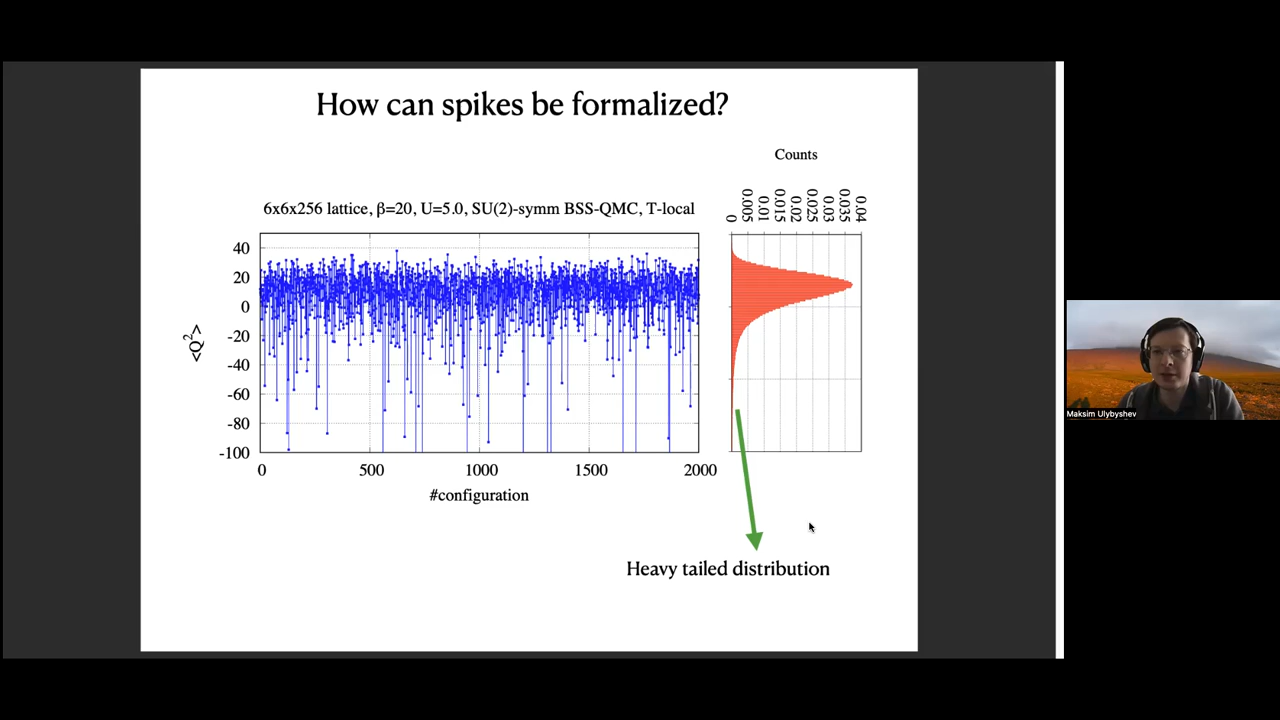 How can spikes be formalized?
Counts
0 0.005 0.01 0.015 0.02 0.025 0.03 0.035 0.04
6x6x256 lattice, β=20, U=5.0, SU(2)-symm BSS-QMC, T-local
40
20
0
-20
-40
-60
-80
-100
<Q²>
0 500 1000 1500 2000
#configuration
Heavy tailed distribution
Maksim Ulybyshev